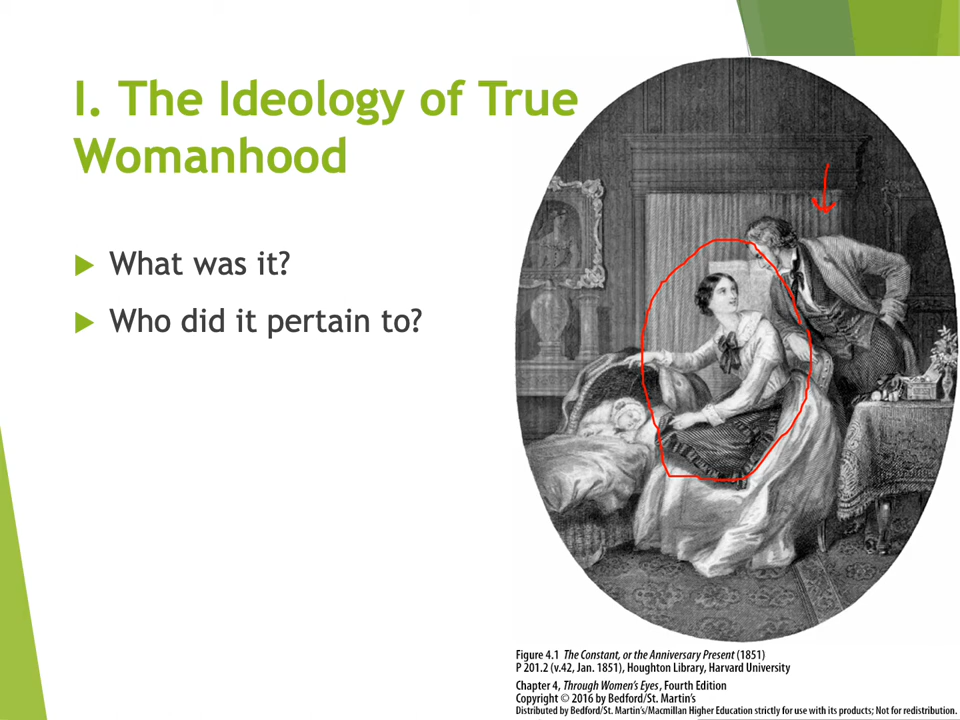 I. The Ideology of True
Womanhood
What was it?
Who did it pertain to?
Figure 4.1 The Constant, or the Anniversary Present (1851)
P 201.2 (v.42, Jan. 1851), Houghton Library, Harvard University
Chapter 4, Through Women's Eyes, Fourth Edition
Copyright © 2016 by Bedford/St. Martin's
Distributed by Bedford/St. Martin's/Macmillan Higher Education strictly for use with its products; Not for redistribution.